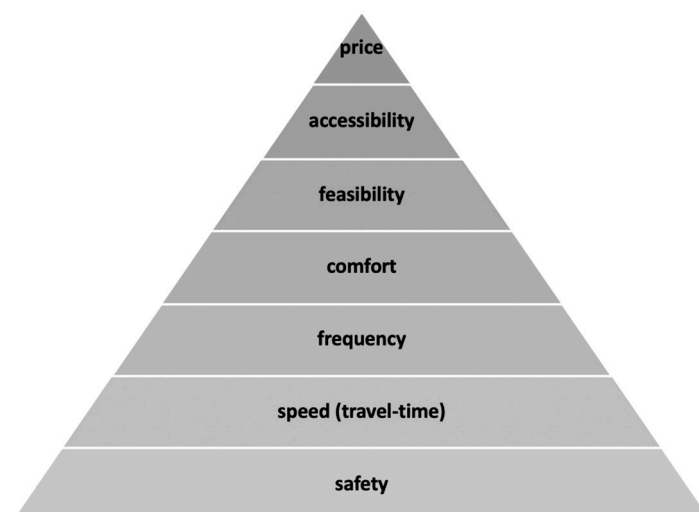 price
accessibility
feasibility
comfort
frequency
speed (travel-time)
safety